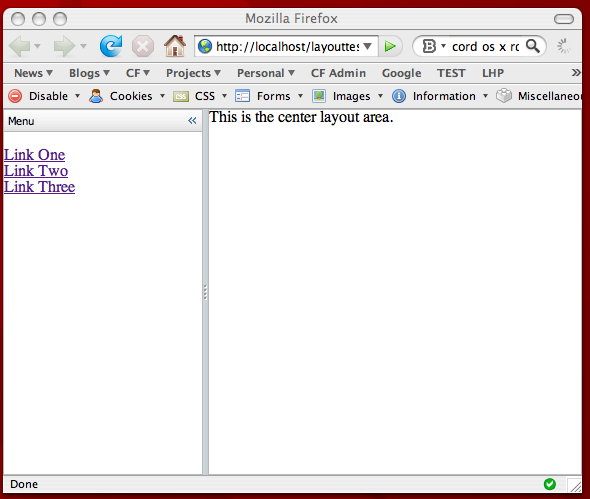 Mozilla Firefox
http://localhost/layouttes
cord os x rc
News Blogs CF Projects Personal CF Admin Google TEST LHP »
Disable Cookies CSS Forms Images Information Miscellaneou
Menu «
This is the center layout area.
Link One
Link Two
Link Three
Done